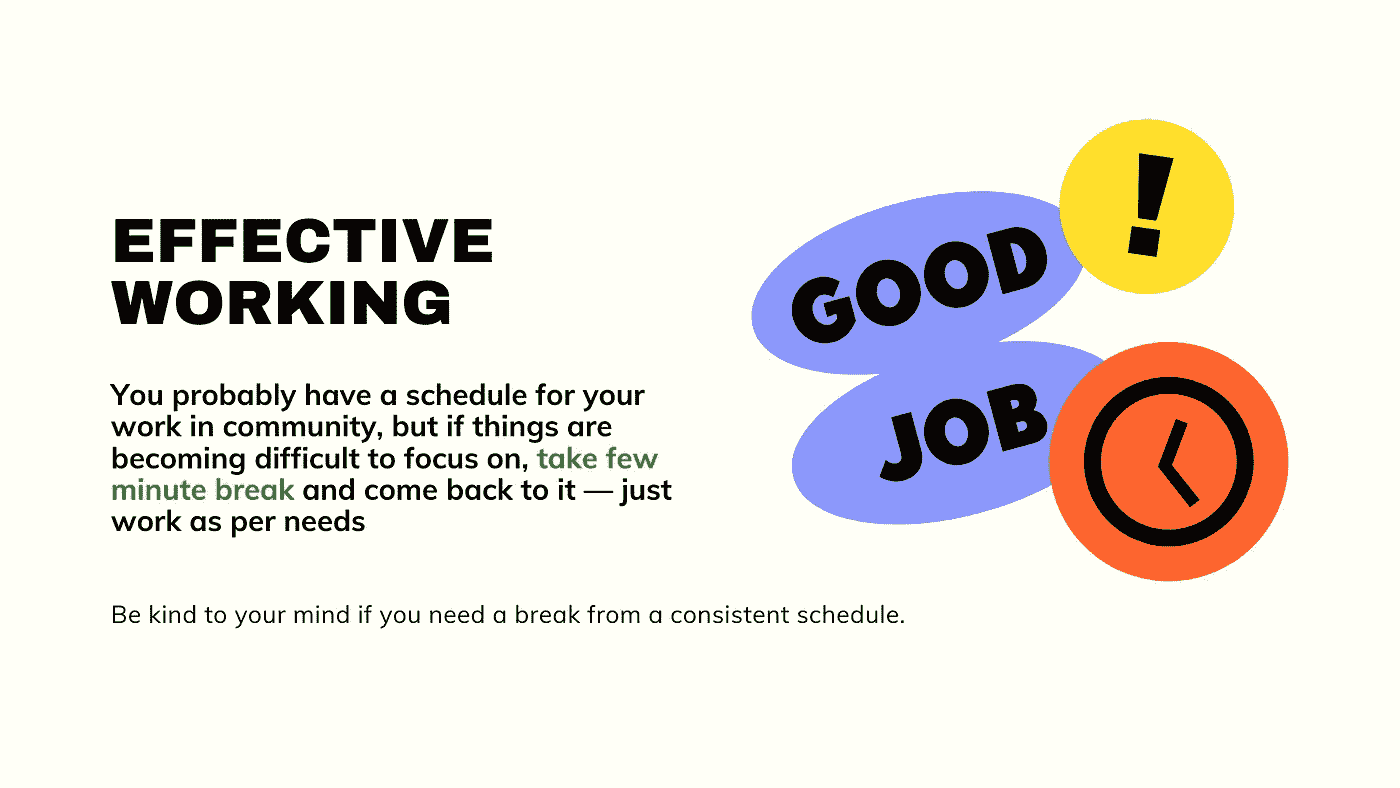 EFFECTIVE
WORKING
You probably have a schedule for your
work in community, but if things are
becoming difficult to focus on, take few
minute break and come back to it — just
work as per needs
Be kind to your mind if you need a break from a consistent schedule.
GOOD
!
JOB